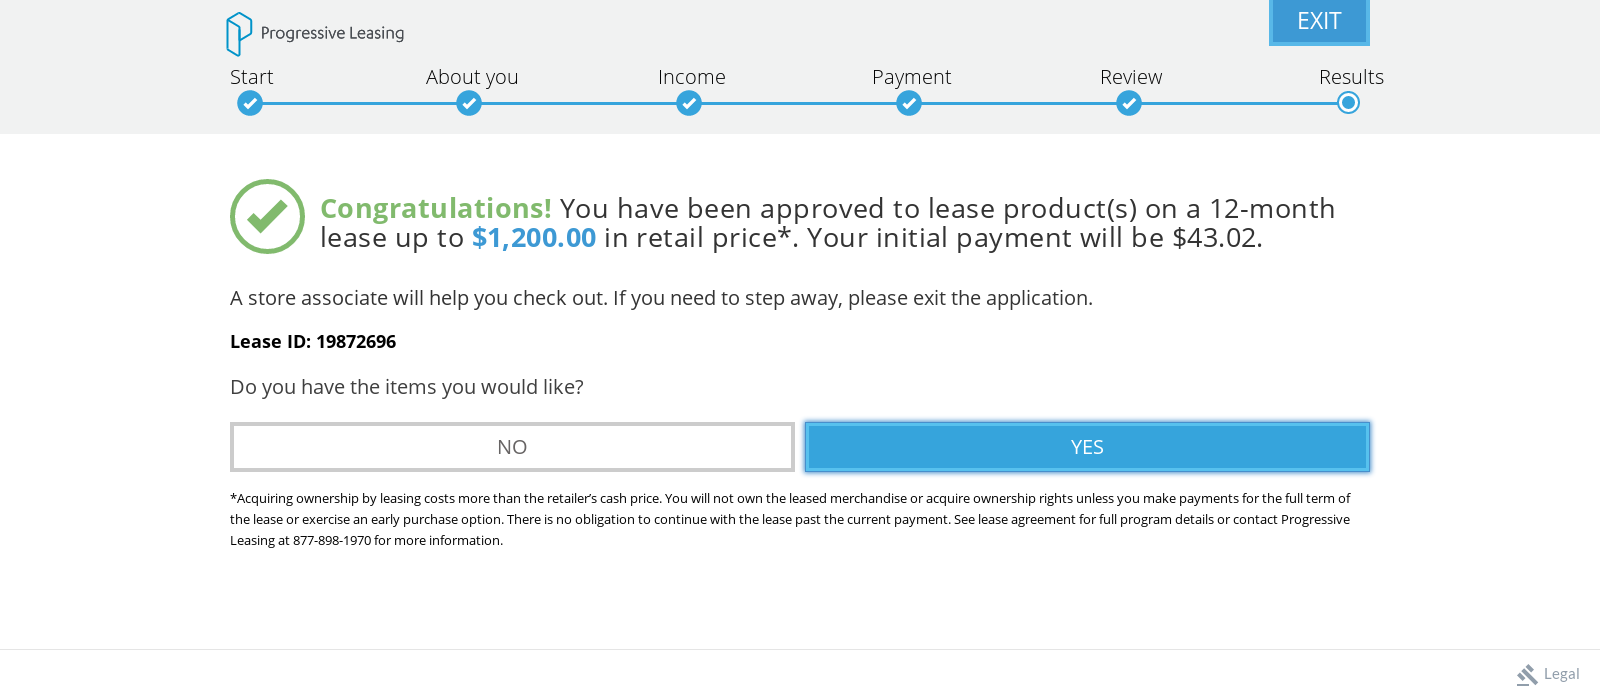 Progressive Leasing
EXIT
Start About you Income Payment Review Results
Congratulations! You have been approved to lease product(s) on a 12-month
lease up to $1,200.00 in retail price*. Your initial payment will be $43.02.
A store associate will help you check out. If you need to step away, please exit the application.
Lease ID: 19872696
Do you have the items you would like?
NO YES
*Acquiring ownership by leasing costs more than the retailer’s cash price. You will not own the leased merchandise or acquire ownership rights unless you make payments for the full term of
the lease or exercise an early purchase option. There is no obligation to continue with the lease past the current payment. See lease agreement for full program details or contact Progressive
Leasing at 877-898-1970 for more information.
Legal